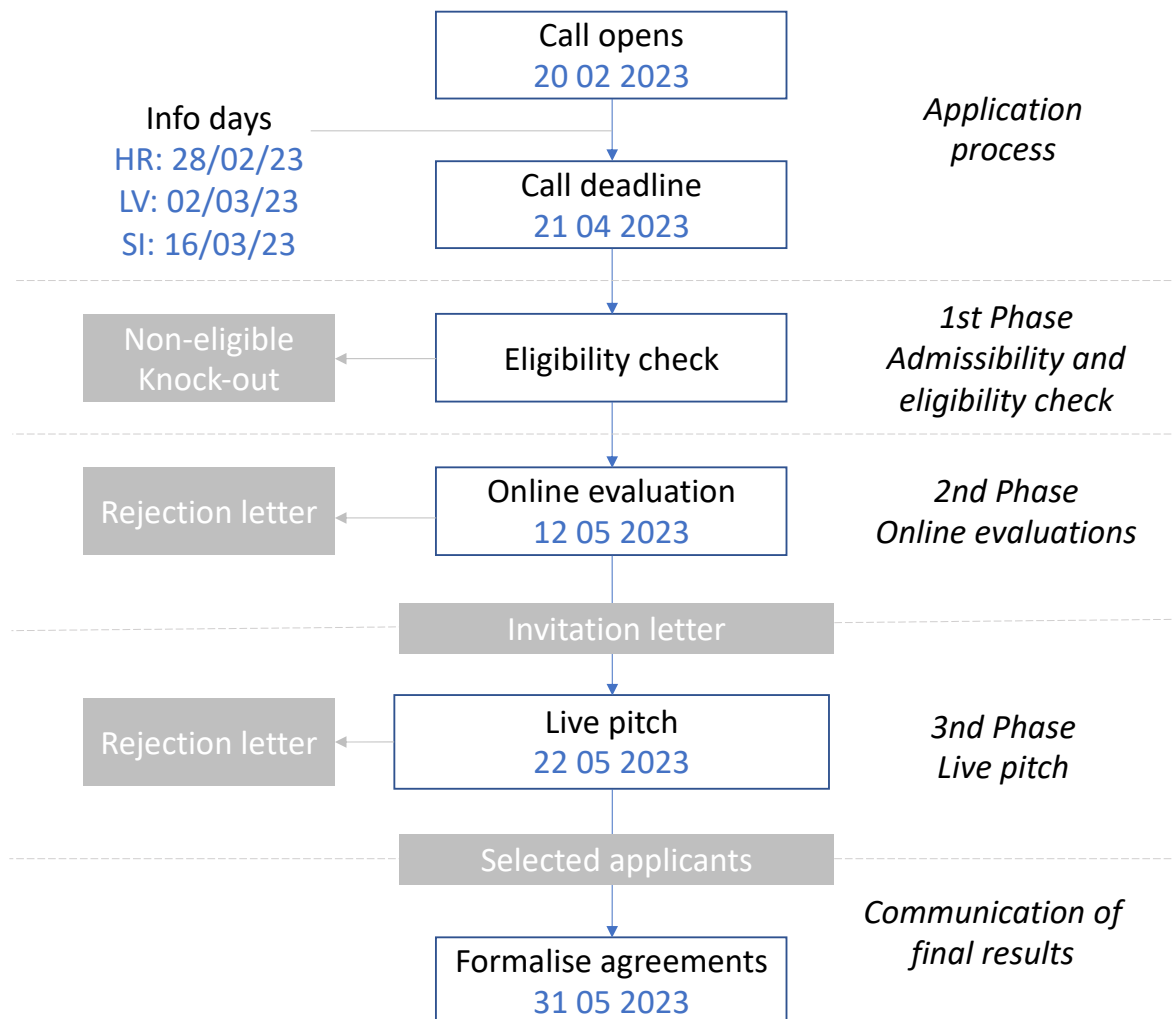 Call opens
20 02 2023
Application
process
Info days
HR: 28/02/23
LV: 02/03/23
SI: 16/03/23
Call deadline
21 04 2023
Non-eligible
Knock-out
Eligibility check
1st Phase
Admissibility and
eligibility check
Rejection letter
Online evaluation
12 05 2023
2nd Phase
Online evaluations
Invitation letter
Rejection letter
Live pitch
22 05 2023
3nd Phase
Live pitch
Selected applicants
Communication of
final results
Formalise agreements
31 05 2023